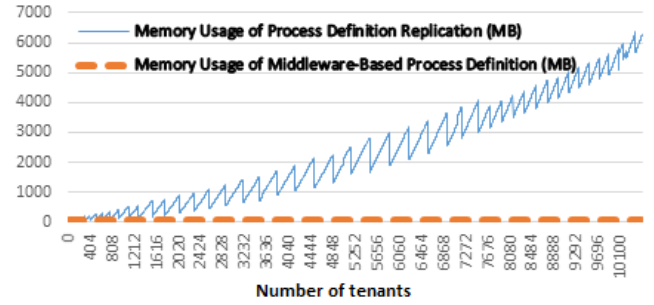 7000
Memory Usage of Process Definition Replication (MB)
6000
Memory Usage of Middleware-Based Process Definition (MB)
5000
4000
3000
2000
1000
0
0 404 808 1212 1616 2020 2424 2828 3232 3636 4040 4444 4848 5252 5656 6060 6464 6868 7272 7676 8080 8484 8888 9292 9696 10100
Number of tenants